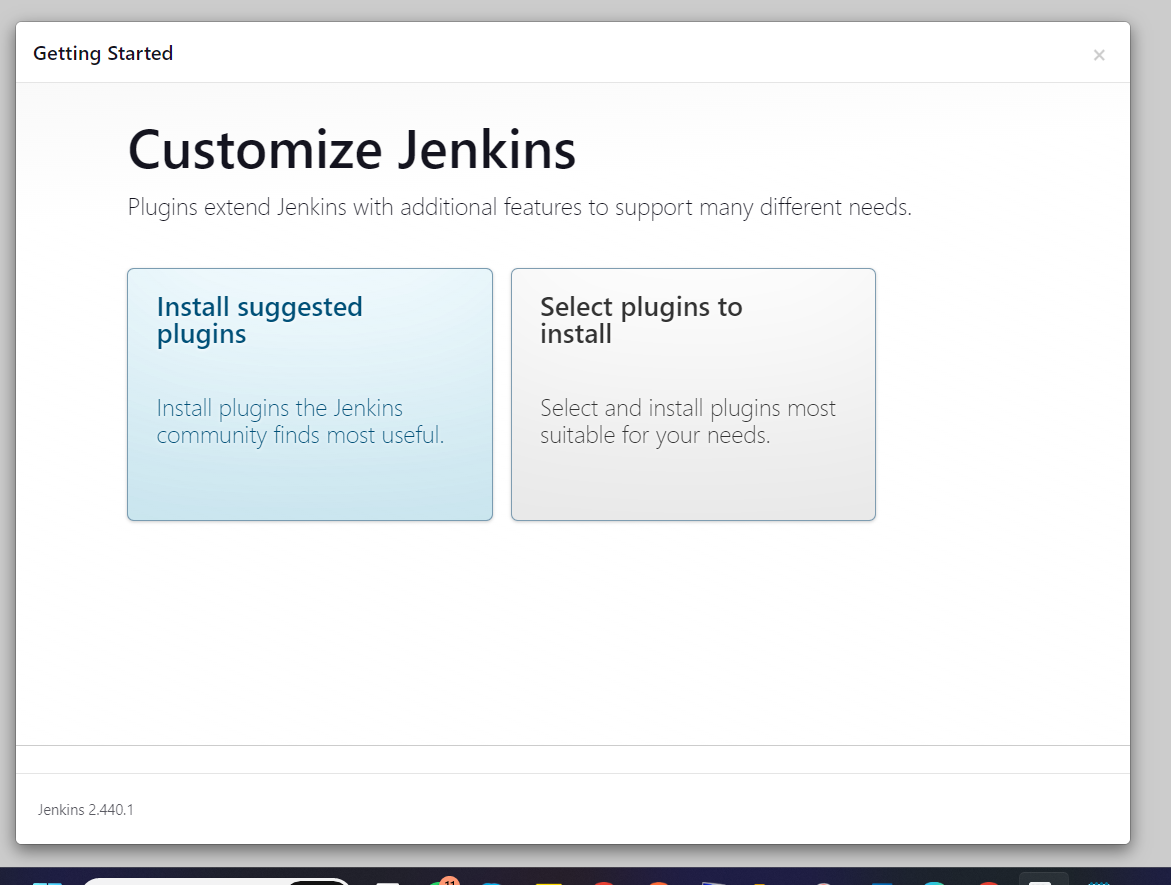 Getting Started
×
Customize Jenkins
Plugins extend Jenkins with additional features to support many different needs.
Install suggested
plugins
Install plugins the Jenkins
community finds most useful.
Select plugins to
install
Select and install plugins most
suitable for your needs.
Jenkins 2.440.1
11